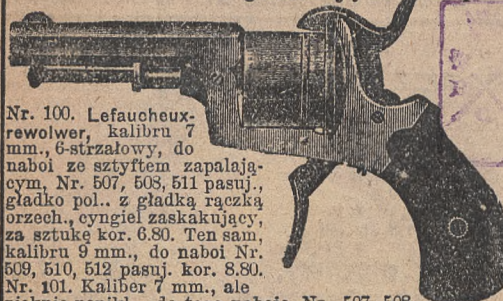 Nr. 100. Lefaucheux-
rewolwer, kalibru 7
mm., 6-strzałowy, do
naboi ze sztyftem zapalają-
cym, Nr. 507, 508, 511 pasuj.,
gładko pol.. z gładką rączką
orzech., cyngiel zaskakujący,
za sztukę kor. 6.80. Ten sam,
kalibru 9 mm., do naboi Nr.
509, 510, 512 pasuj. kor. 8.80.
Nr. 101. Kaliber 7 mm., ale